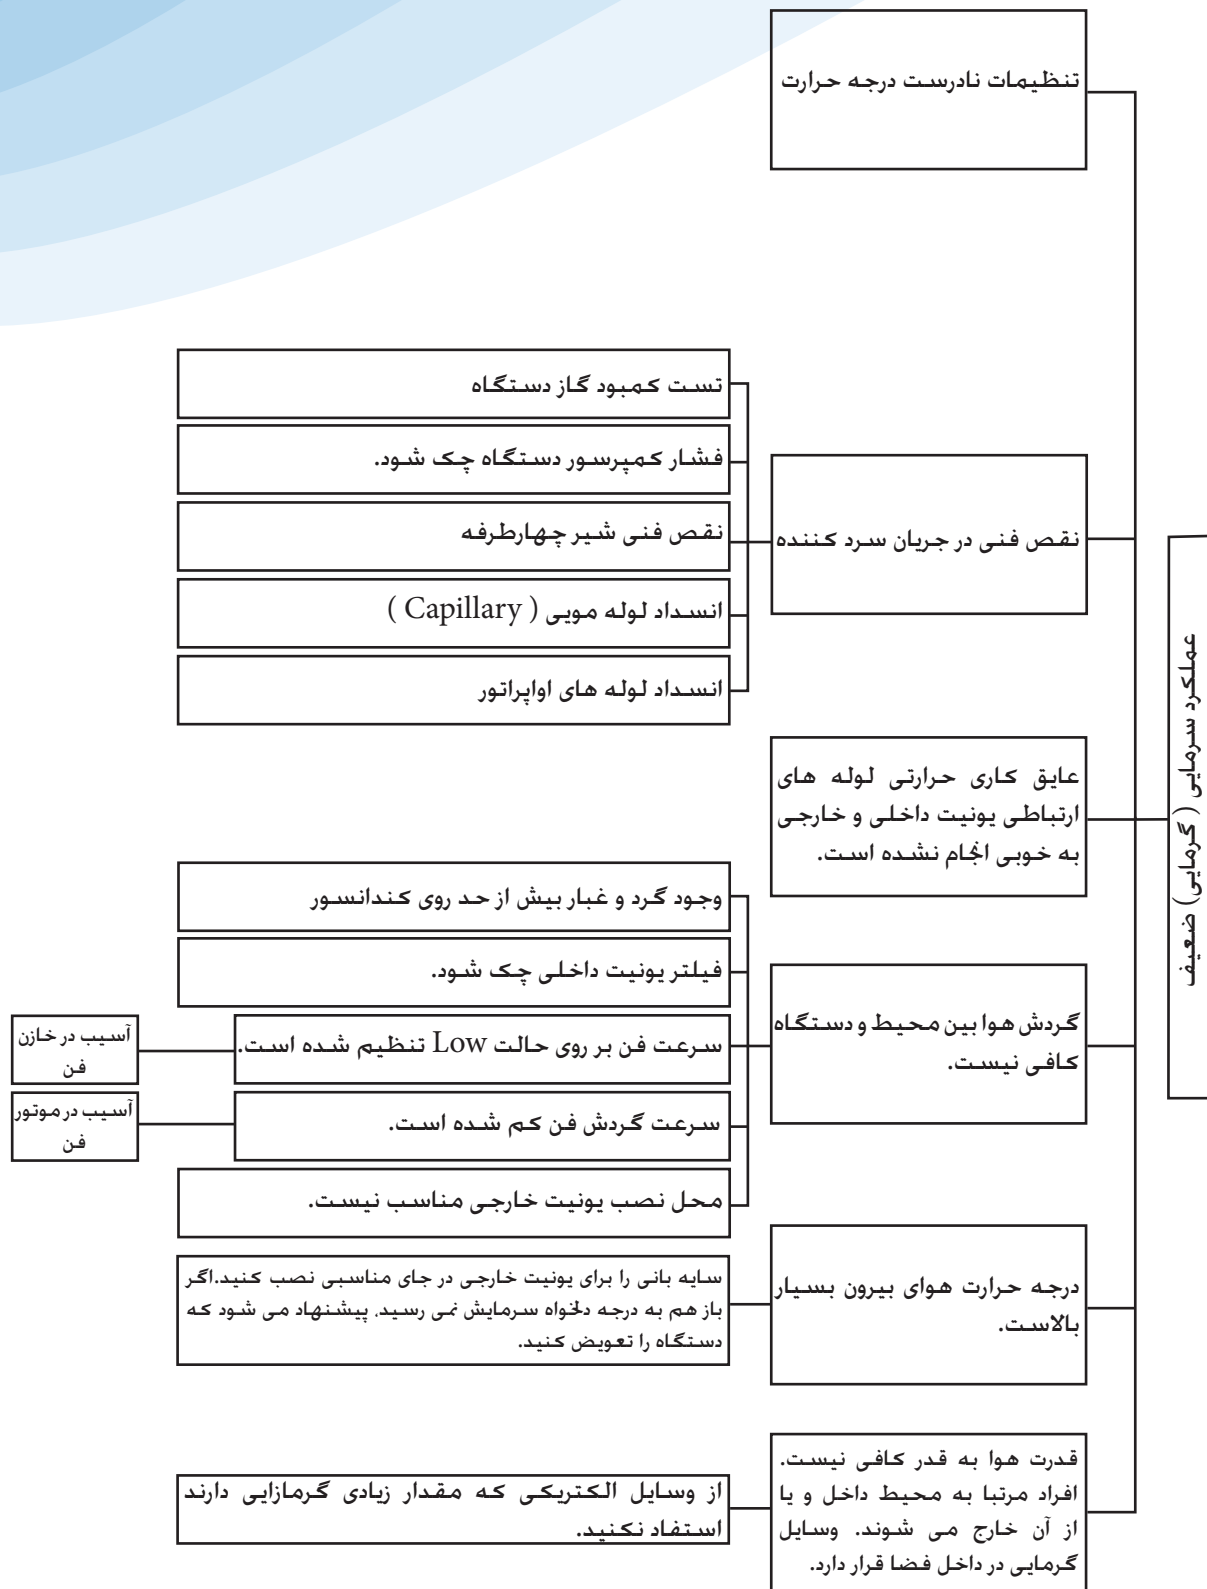 عملکرد سرمایی ( گرمایی) ضعیف
تنظیمات نادرست درجه حرارت
نقص فنی در جریان سرد کننده
تست کمبود گاز دستگاه
فشار کمپرسور دستگاه چک شود.
نقص فنی شیر چهارطرفه
انسداد لوله مویی ( Capillary )
انسداد لوله های اواپراتور
عایق کاری حرارتی لوله های
ارتباطی یونیت داخلی و خارجی
به خوبی انجام نشده است.
گردش هوا بین محیط و دستگاه
کافی نیست.
وجود گرد و غبار بیش از حد روی کندانسور
فیلتر یونیت داخلی چک شود.
سرعت فن بر روی حالت Low تنظیم شده است.
آسیب در خازن
فن
سرعت گردش فن کم شده است.
آسیب در موتور
فن
محل نصب یونیت خارجی مناسب نیست.
درجه حرارت هوای بیرون بسیار
بالاست.
سایه بانی را برای یونیت خارجی در جای مناسبی نصب کنید.اگر
باز هم به درجه دلخواه سرمایش نمی رسید، پیشنهاد می شود که
دستگاه را تعویض کنید.
قدرت هوا به قدر کافی نیست.
افراد مرتبا به محیط داخل و یا
از آن خارج می شوند. وسایل
گرمایی در داخل فضا قرار دارد.
از وسایل الکتریکی که مقدار زیادی گرمازایی دارند
استفاد نکنید.